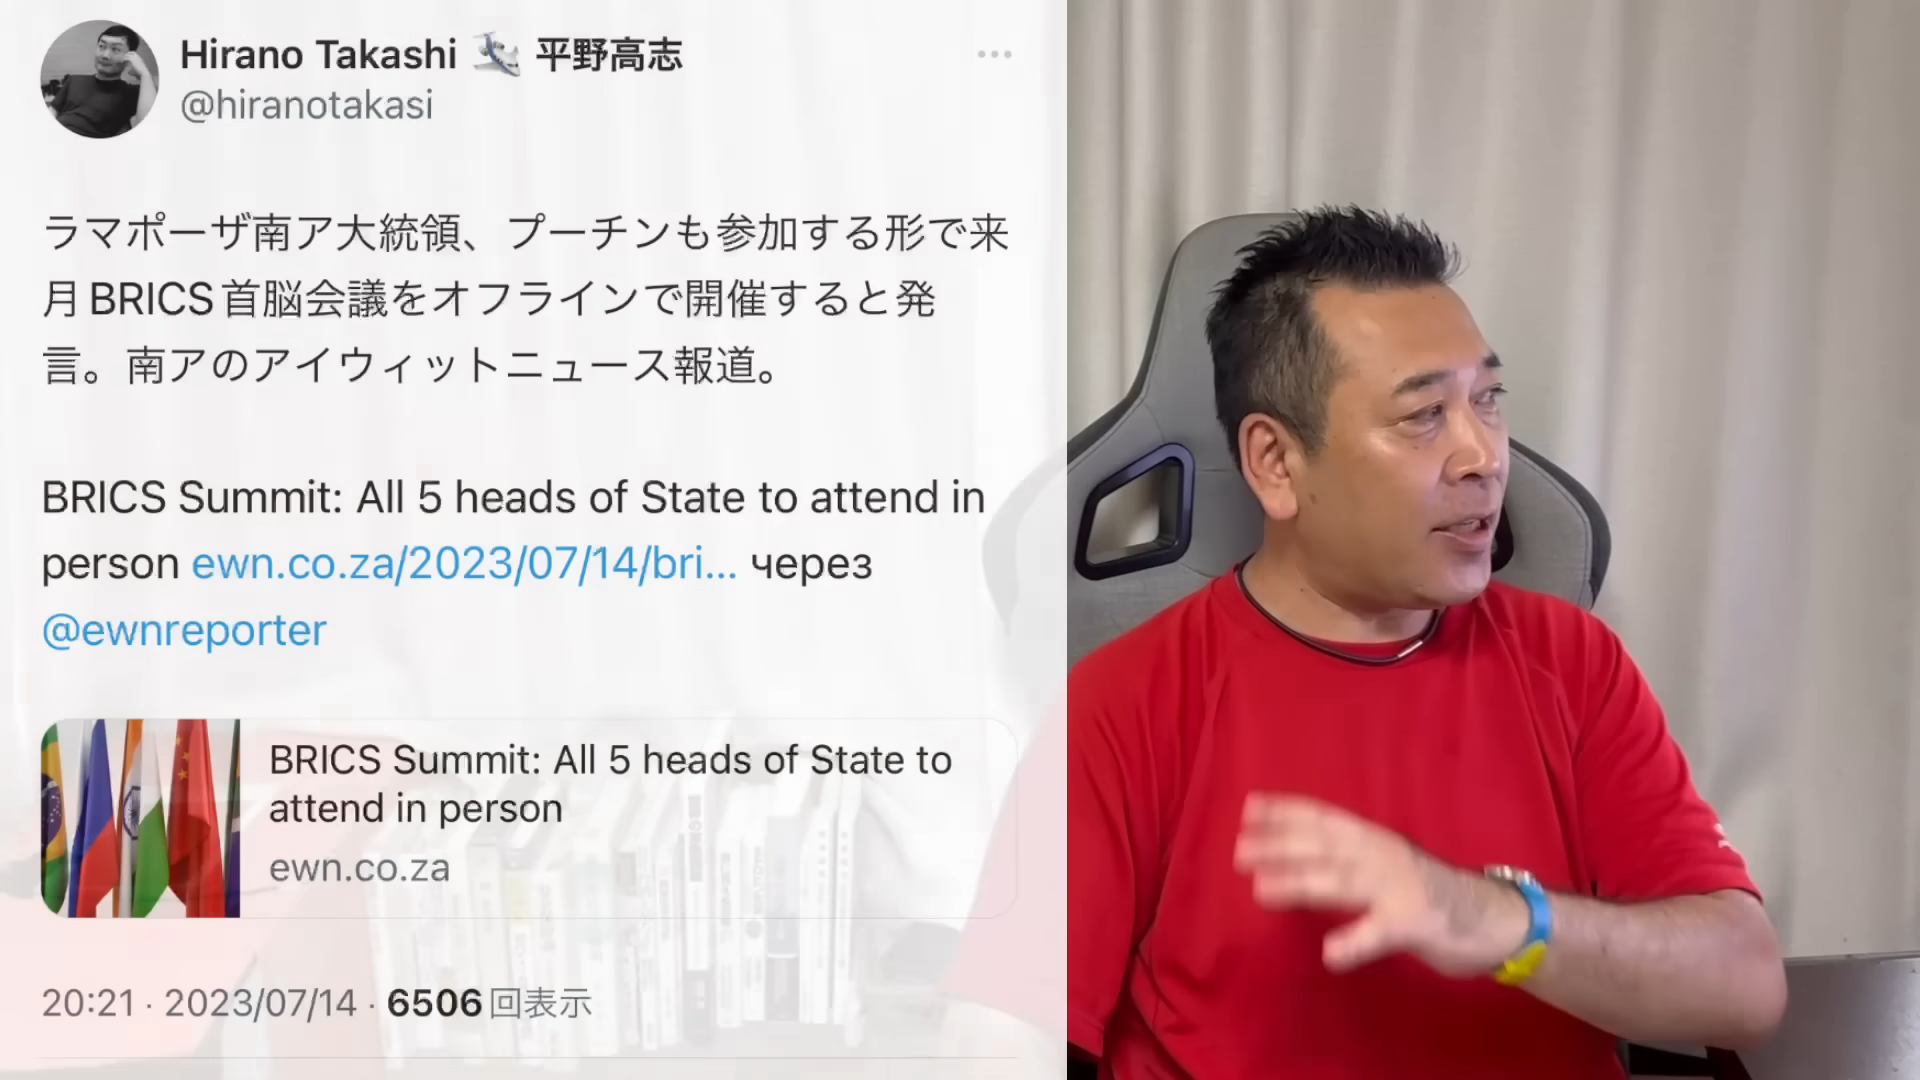 Hirano Takashi 平野高志
@hiranotakasi
ラマポーザ南ア大統領、プーチンも参加する形で来
月BRICS首脳会議をオフラインで開催すると発
言。南アのアイウィットニュース報道。
BRICS Summit: All 5 heads of State to attend in
person ewn.co.za/2023/07/14/bri... через
@ewnreporter
BRICS Summit: All 5 heads of State to
attend in person
ewn.co.za
20:21 · 2023/07/14 · 6506回表示